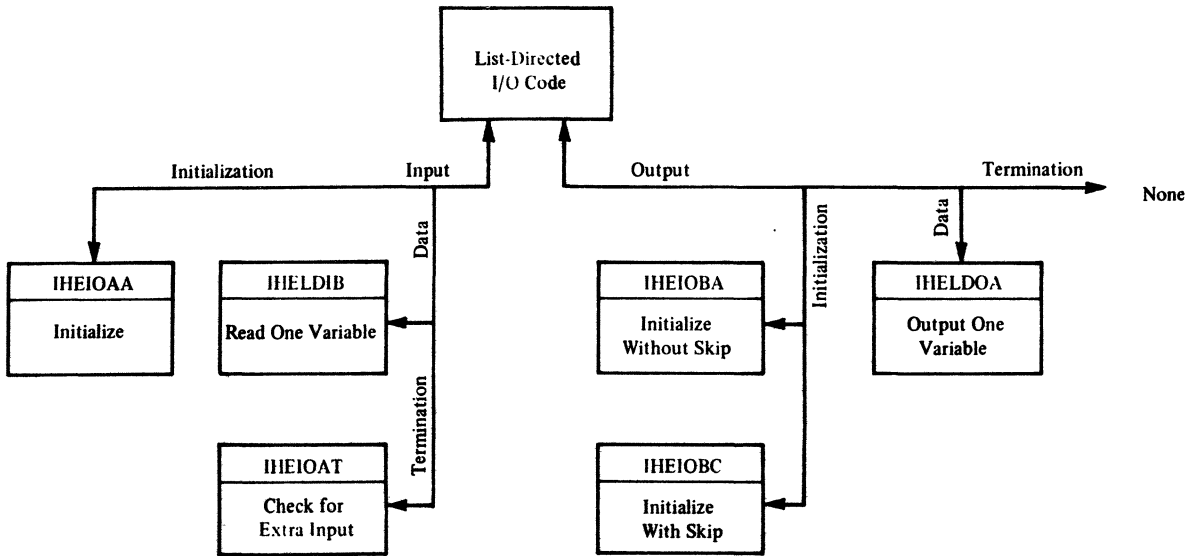 List-Directed
I/O Code
Initialization
Input
Output
Termination
None
Data
Initialization
Data
IHEIOAA
Initialize
IHELDIB
Read One Variable
IHEIOBA
Initialize
Without Skip
IHELDOA
Output One
Variable
Termination
IHEIOAT
Check for
Extra Input
IHEIOBC
Initialize
With Skip